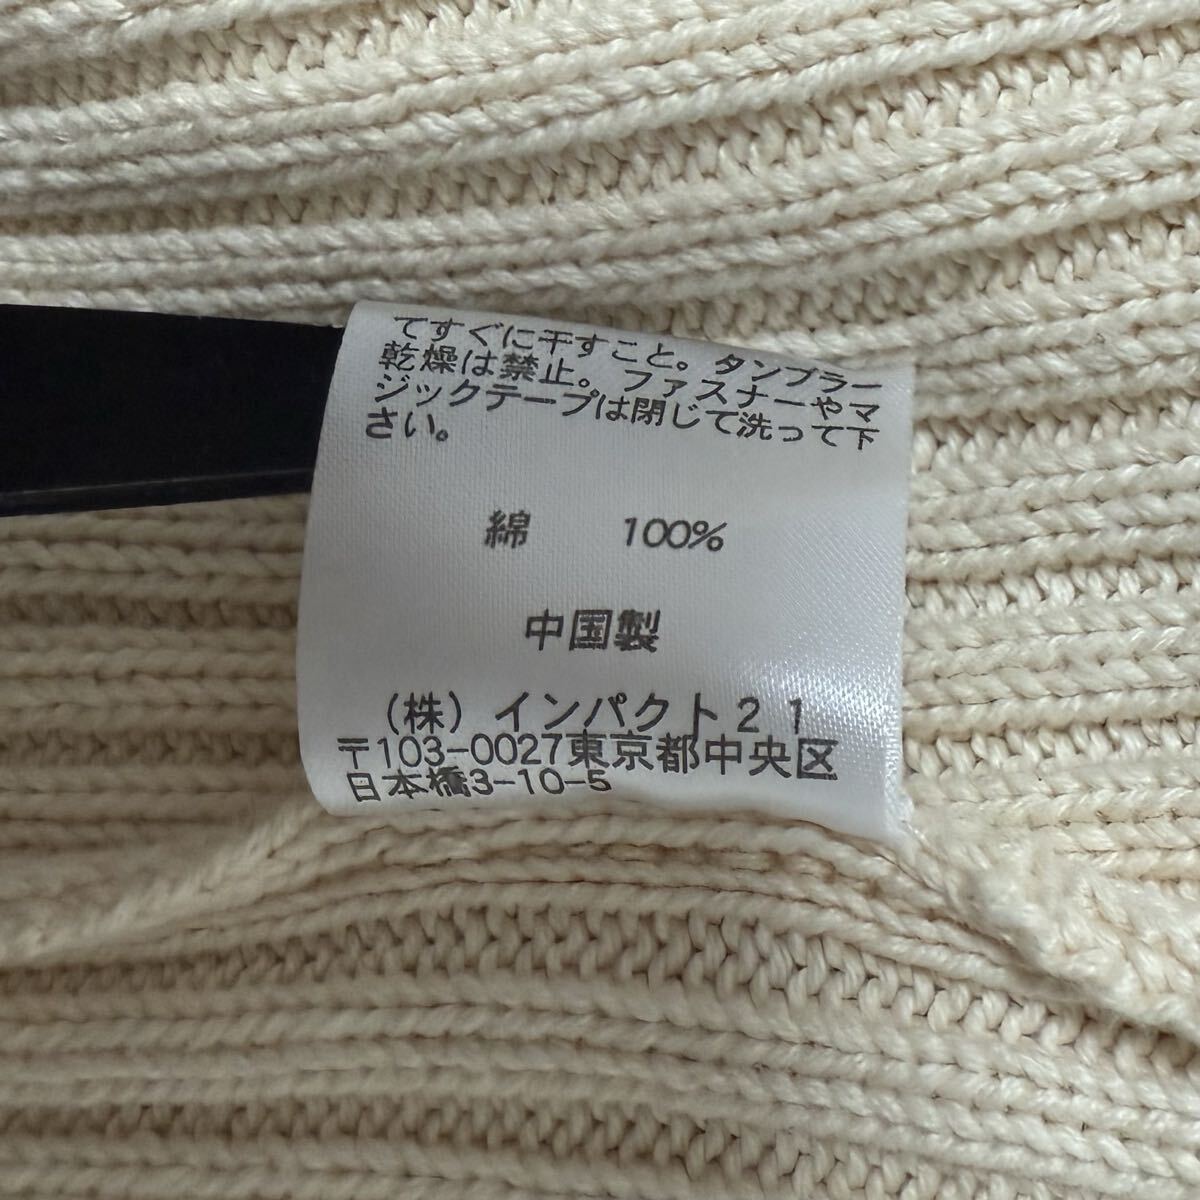 てすぐに干すこと。タンブラー
乾燥は禁止。ファスナーやマ
ジックテープは閉じて洗って下
さい。
綿 100%
中国製
(株) インパクト21
〒103-0027東京都中央区
日本橋3-10-5